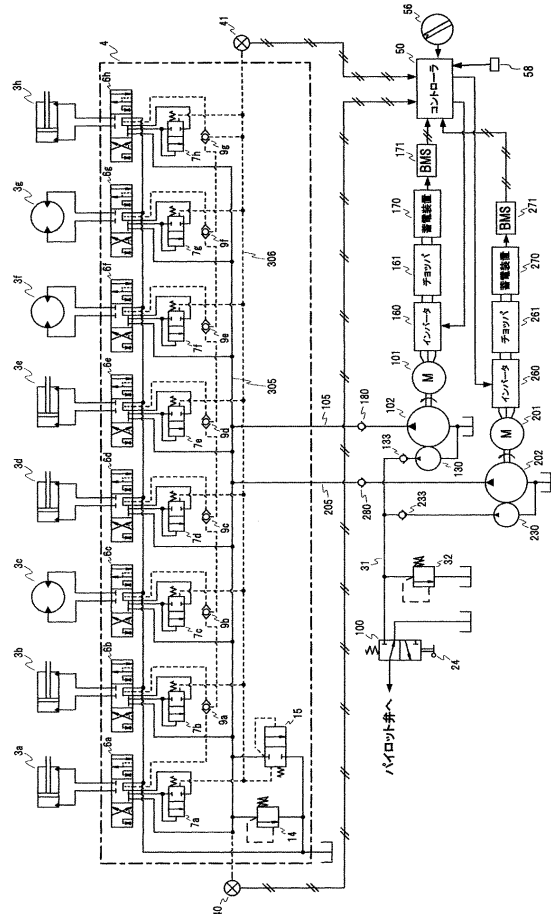 3a
3b
3c
3d
3e
3f
3g
3h
6a
6b
6c
6d
6e
6f
6g
6h
4
41
7a
7b
7c
7d
7e
7f
7g
7h
9a
9b
9c
9d
9e
9f
9g
305
306
14
15
40
105
205
180
280
56
50
コントローラ
58
171
BMS
170
蓄電装置
161
チョッパ
160
インバータ
101
M
102
133
130
271
BMS
270
蓄電装置
261
チョッパ
260
インバータ
201
M
202
233
230
31
32
100
24
パイロット弁へ